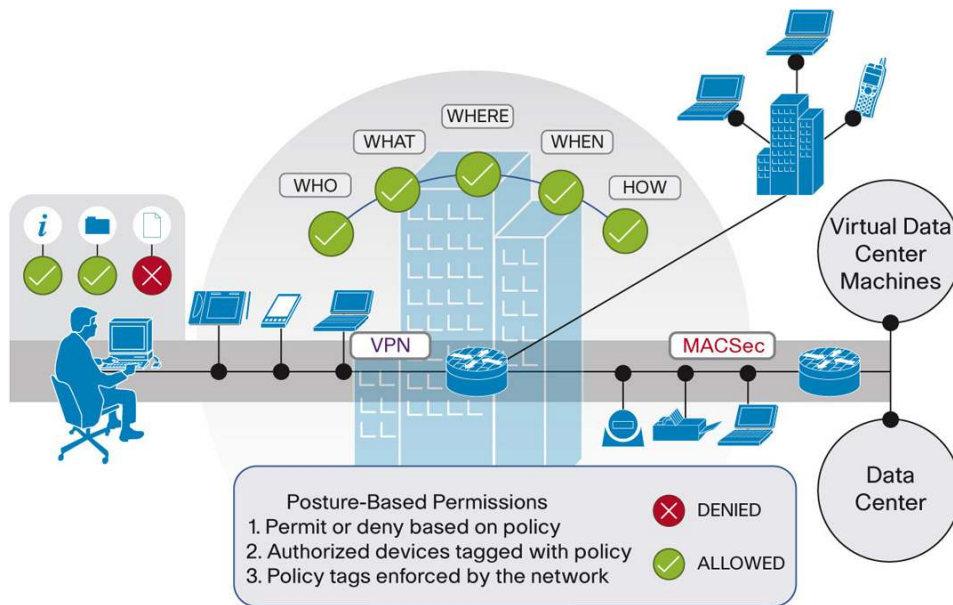 WHERE
WHAT
WHEN
WHO
HOW
i
Virtual Data
Center
Machines
VPN
MACSec
Data
Center
Posture-Based Permissions
1. Permit or deny based on policy
2. Authorized devices tagged with policy
3. Policy tags enforced by the network
DENIED
ALLOWED